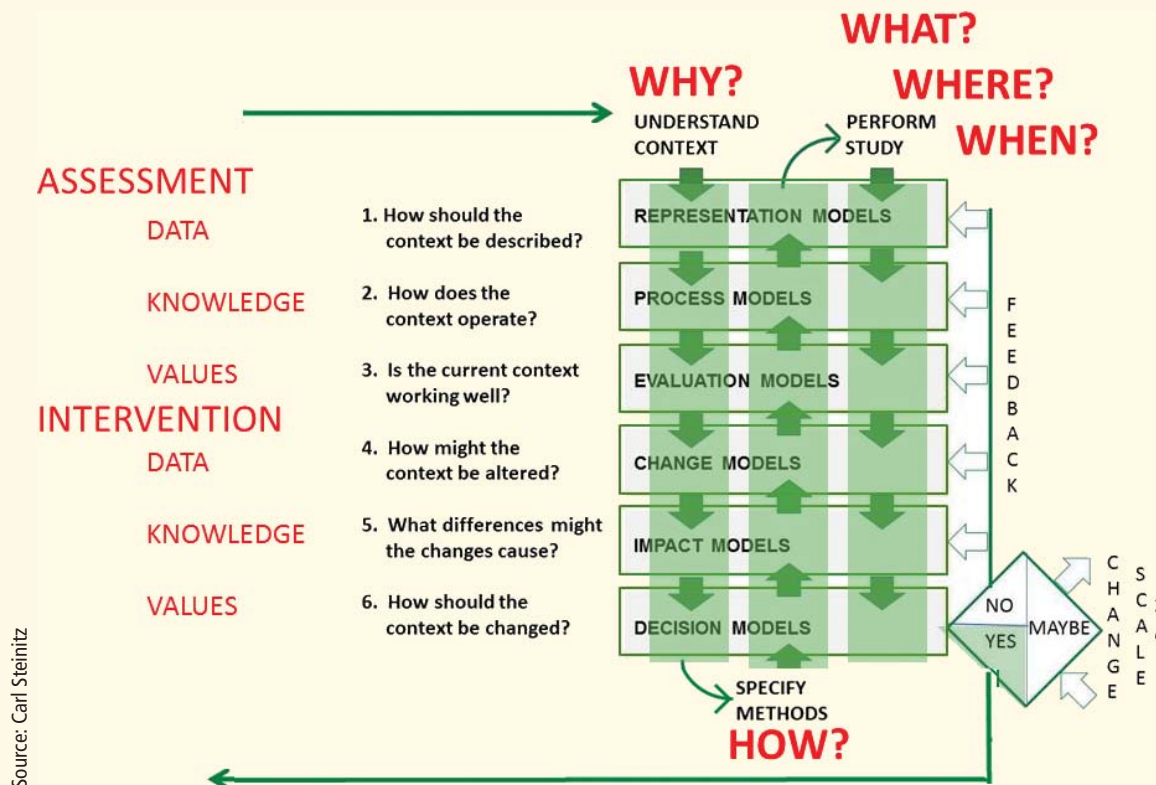 WHAT?
WHY?
WHERE?
UNDERSTAND
CONTEXT
PERFORM
STUDY
WHEN?
ASSESSMENT
DATA
1. How should the
context be described?
REPRESENTATION MODELS
KNOWLEDGE
2. How does the
context operate?
PROCESS MODELS
VALUES
3. Is the current context
working well?
EVALUATION MODELS
INTERVENTION
DATA
4. How might the
context be altered?
CHANGE MODELS
KNOWLEDGE
5. What differences might
the changes cause?
IMPACT MODELS
VALUES
6. How should the
context be changed?
DECISION MODELS
FEEDBACK
NO
YES
MAYBE
CHANGE
SCALE
SPECIFY
METHODS
HOW?
Source: Carl Steinitz